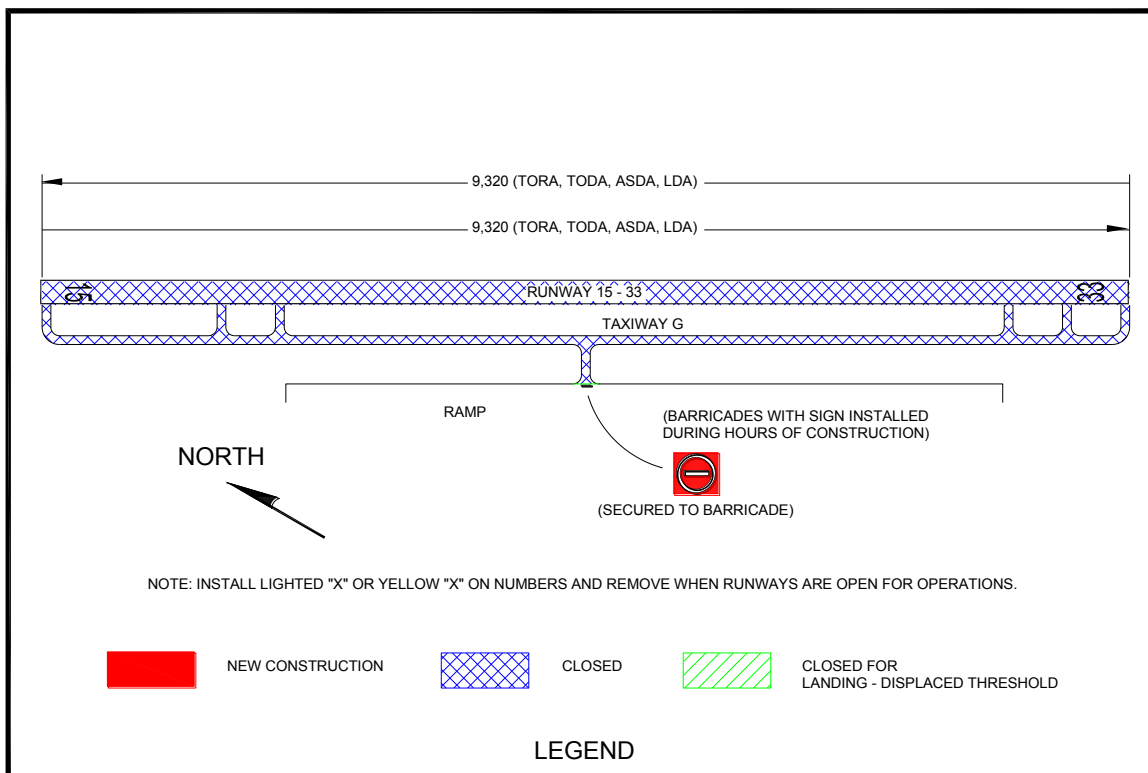 9,320 (TORA, TODA, ASDA, LDA)
9,320 (TORA, TODA, ASDA, LDA)
15
RUNWAY 15 - 33
33
TAXIWAY G
RAMP
(BARRICADES WITH SIGN INSTALLED
DURING HOURS OF CONSTRUCTION)
NORTH
(SECURED TO BARRICADE)
NOTE: INSTALL LIGHTED "X" OR YELLOW "X" ON NUMBERS AND REMOVE WHEN RUNWAYS ARE OPEN FOR OPERATIONS.
NEW CONSTRUCTION
CLOSED
CLOSED FOR
LANDING - DISPLACED THRESHOLD
LEGEND